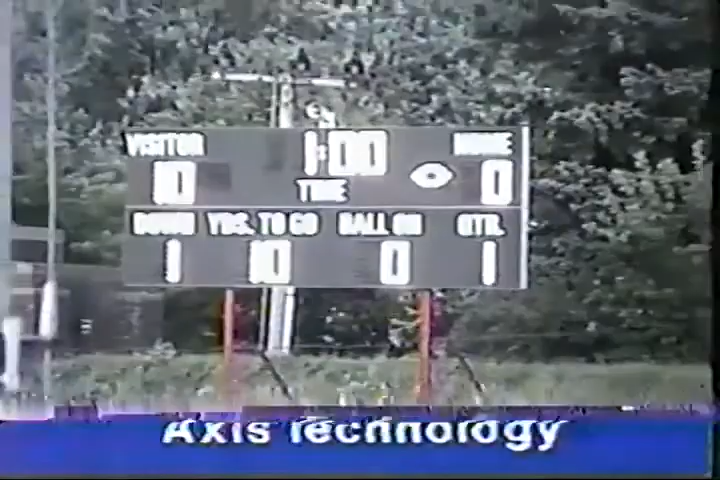 VISITOR 1:00 HOME
10 TIME 0
DOWN YDS. TO GO BALL ON QTR.
1 10 0 1
Axis Technology